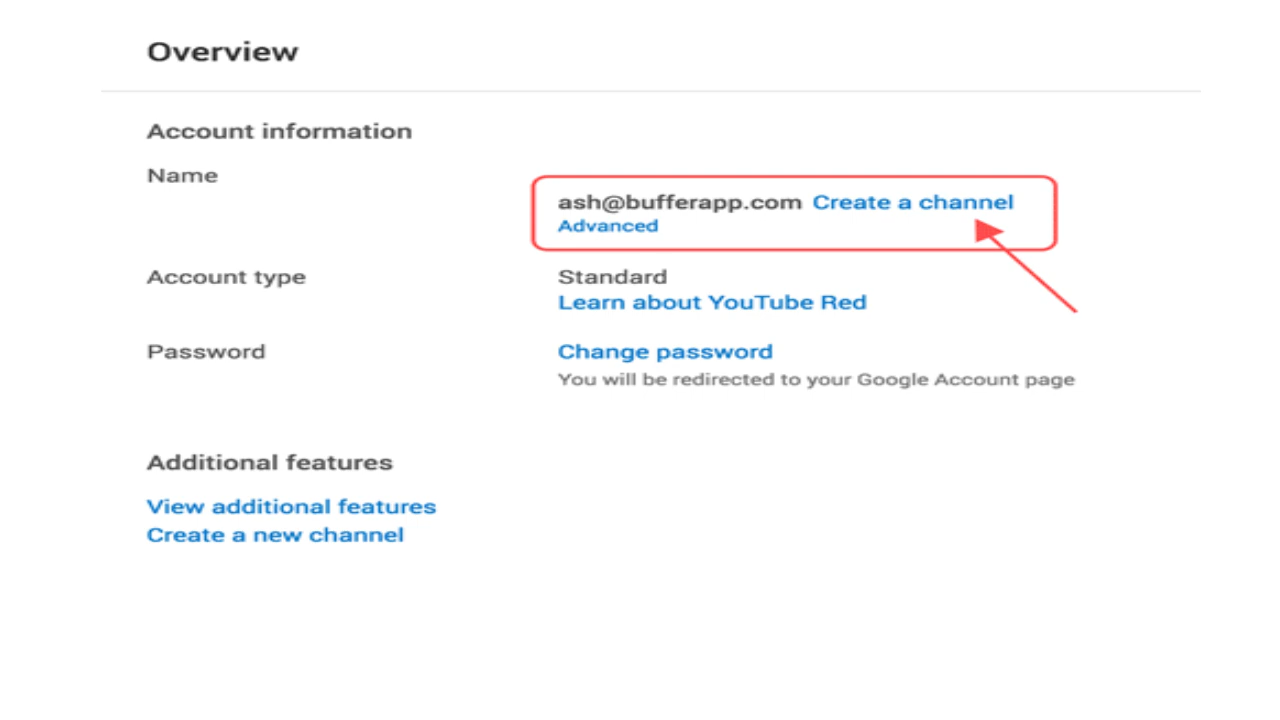 Overview
Account information
Name
ash@bufferapp.com Create a channel
Advanced
Account type
Standard
Learn about YouTube Red
Password
Change password
You will be redirected to your Google Account page
Additional features
View additional features
Create a new channel